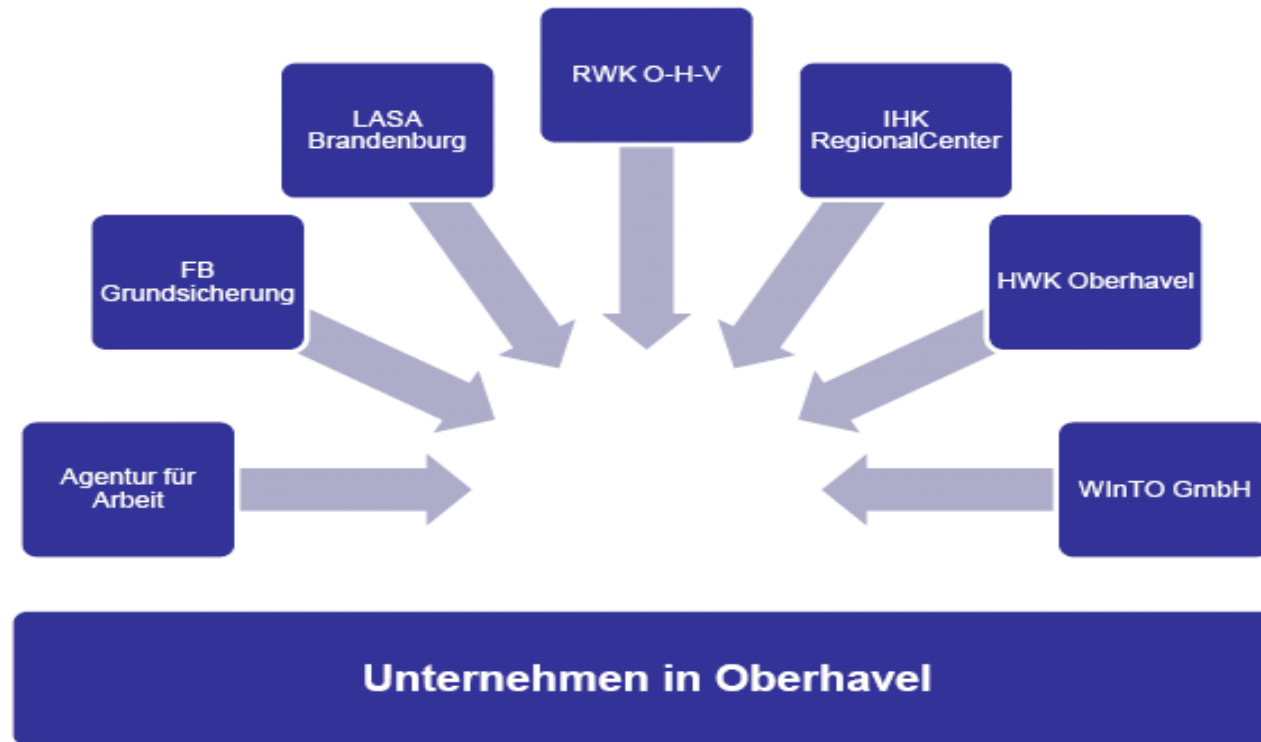 RWK O-H-V
LASA
Brandenburg
IHK
RegionalCenter
FB
Grundsicherung
HWK Oberhavel
Agentur für
Arbeit
WInTO GmbH
Unternehmen in Oberhavel